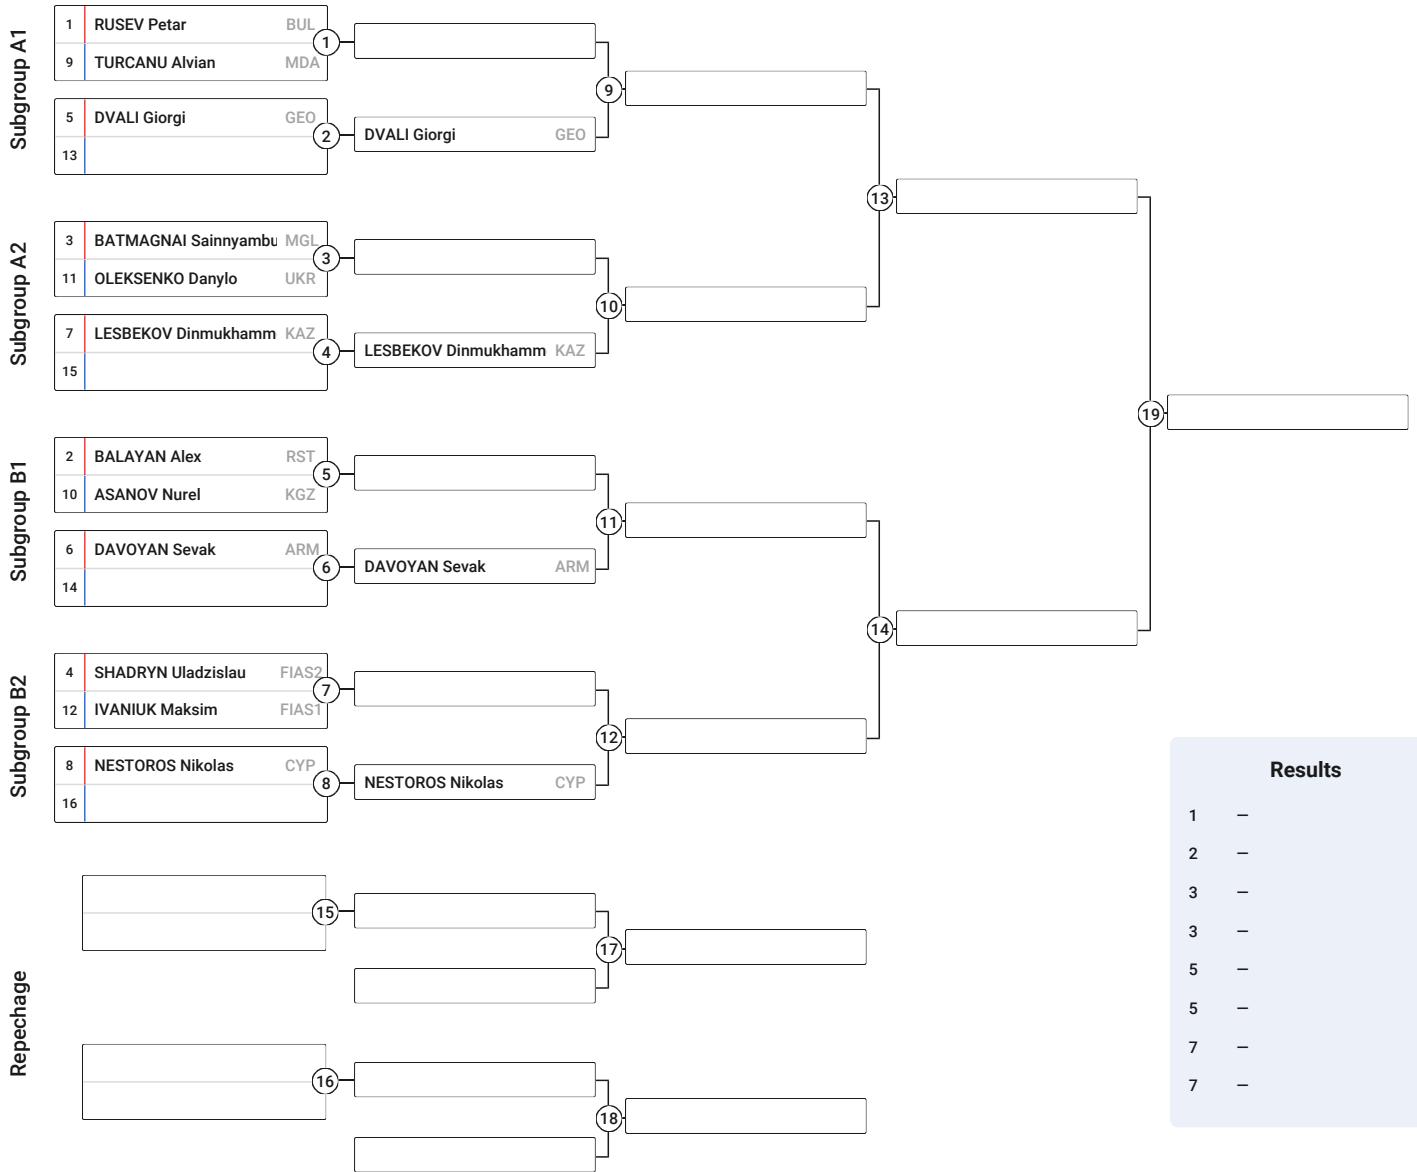 Subgroup A1
1 RUSEV Petar BUL
9 TURCANU Alvian MDA
1
5 DVALI Giorgi GEO
13
2
DVALI Giorgi GEO
9
Subgroup A2
3 BATMAGNAI Sainnyambu MGL
11 OLEKSENKO Danylo UKR
3
7 LESBEKOV Dinmukhamm KAZ
15
4
LESBEKOV Dinmukhamm KAZ
10
13
Subgroup B1
2 BALAYAN Alex RST
10 ASANOV Nurel KGZ
5
6 DAVOYAN Sevak ARM
14
6
DAVOYAN Sevak ARM
11
Subgroup B2
4 SHADRYN Uladzislau FIAS2
12 IVANIUK Maksim FIAS1
7
8 NESTOROS Nikolas CYP
16
8
NESTOROS Nikolas CYP
12
14
19
Repechage
15
17
16
18
Results
1 –
2 –
3 –
3 –
5 –
5 –
7 –
7 –